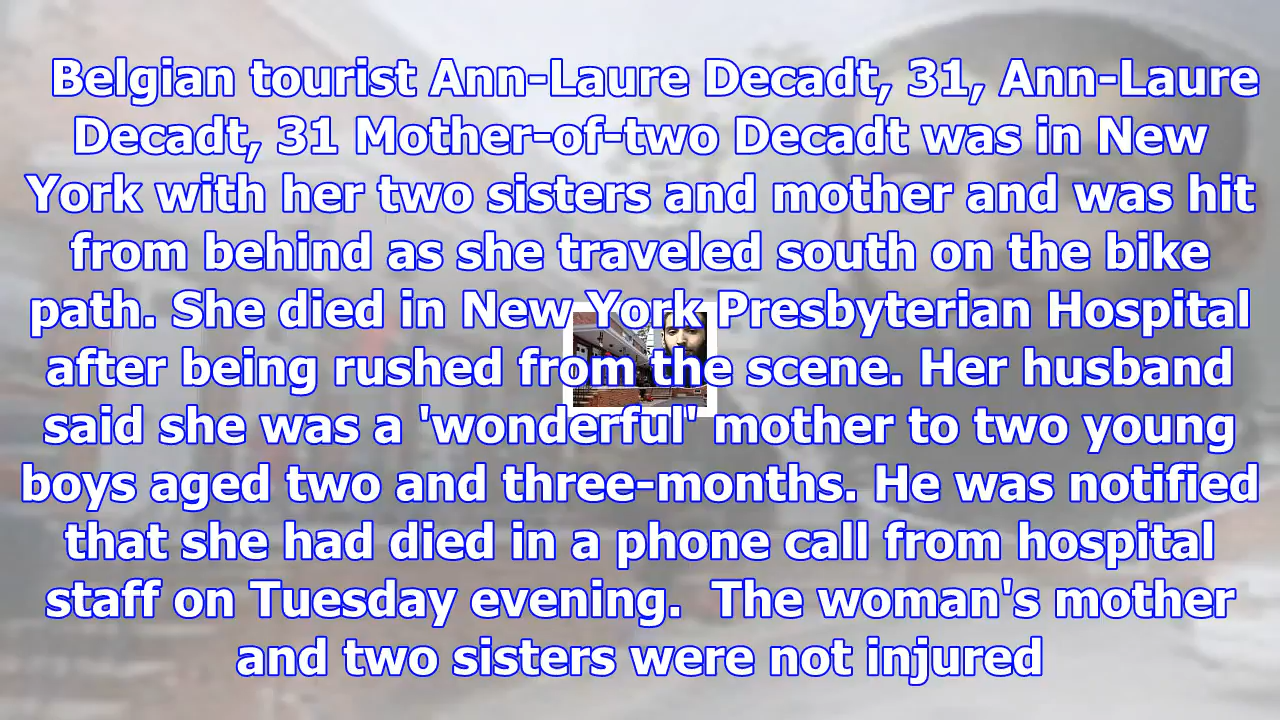 Belgian tourist Ann-Laure Decadt, 31, Ann-Laure
Decadt, 31 Mother-of-two Decadt was in New
York with her two sisters and mother and was hit
from behind as she traveled south on the bike
path. She died in New York Presbyterian Hospital
after being rushed from the scene. Her husband
said she was a 'wonderful' mother to two young
boys aged two and three-months. He was notified
that she had died in a phone call from hospital
staff on Tuesday evening.  The woman's mother
and two sisters were not injured